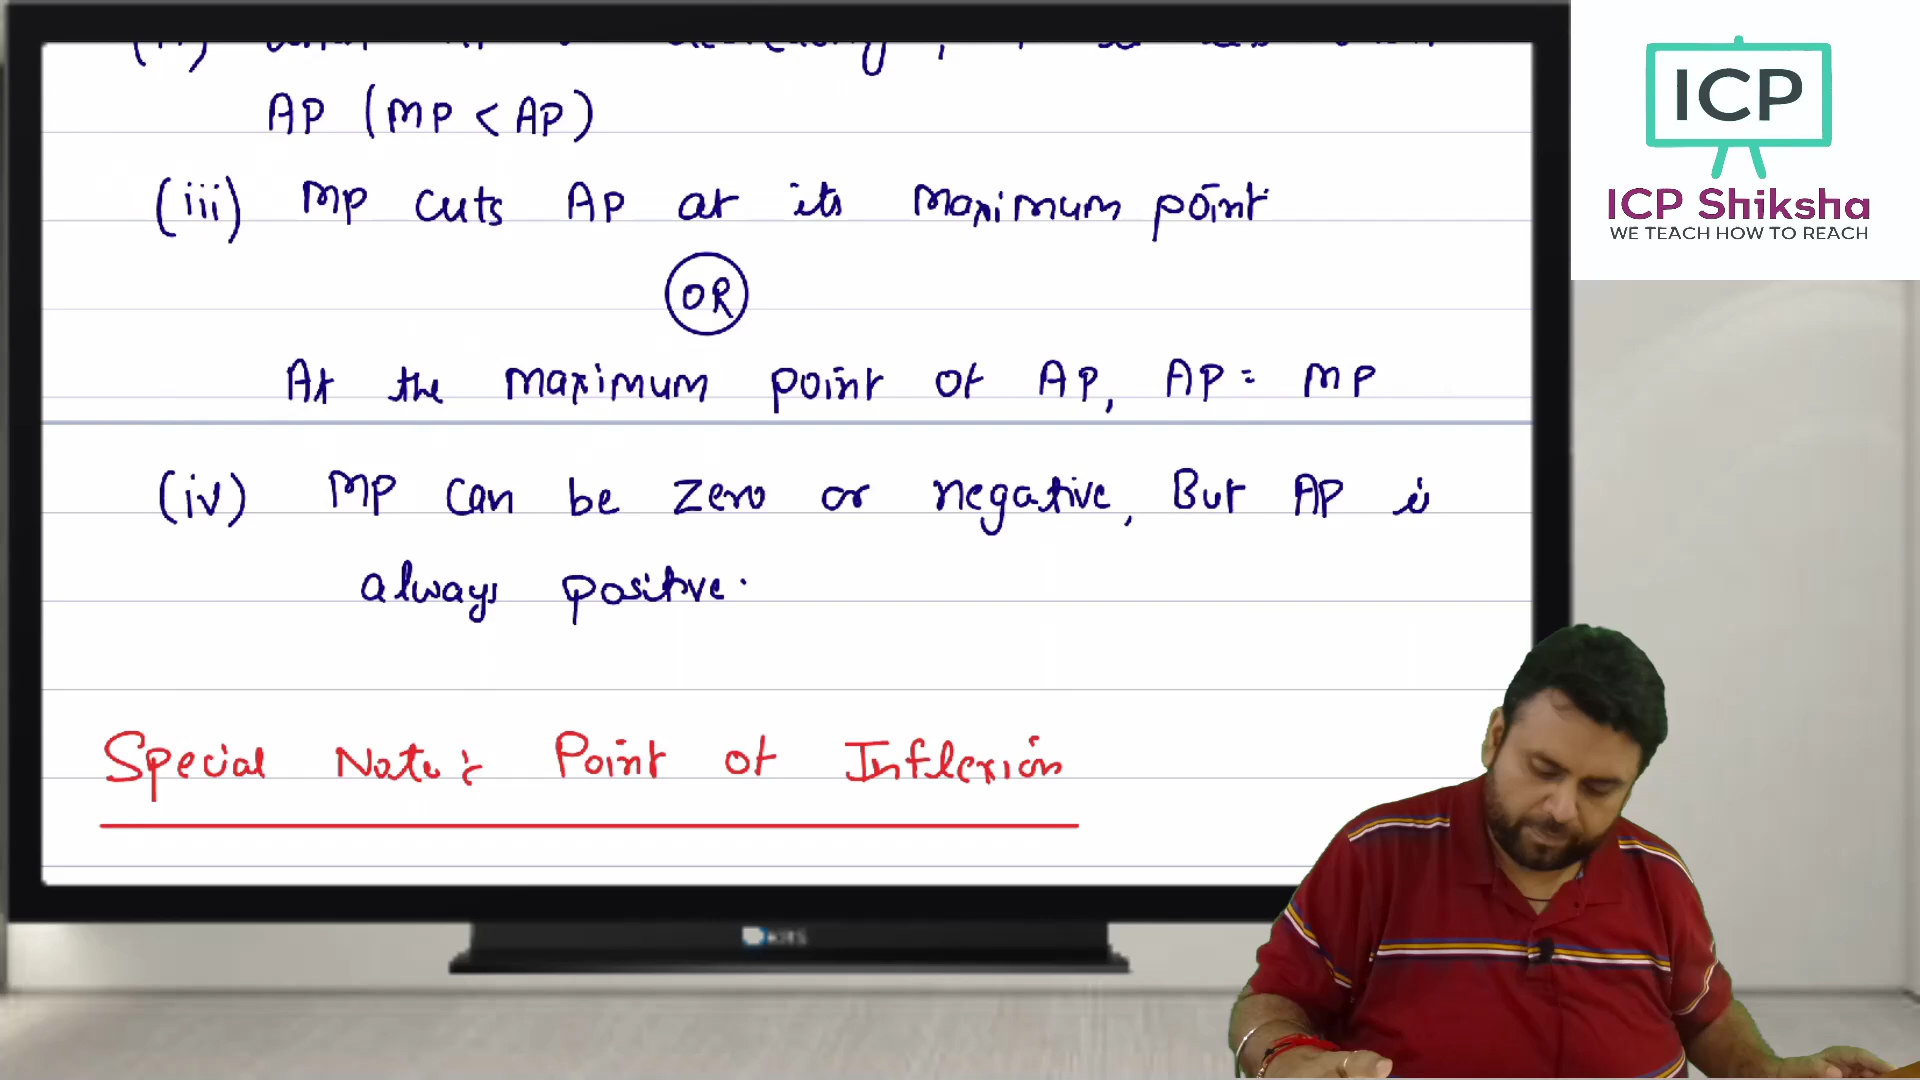 AP (MP < AP)
(iii) MP cuts AP at its maximum point
OR
At the maximum point of AP, AP = MP
(iv) MP can be zero or negative, But AP is
always positive.
Special Note: Point of Inflexion
ICP
ICP Shiksha
WE TEACH HOW TO REACH